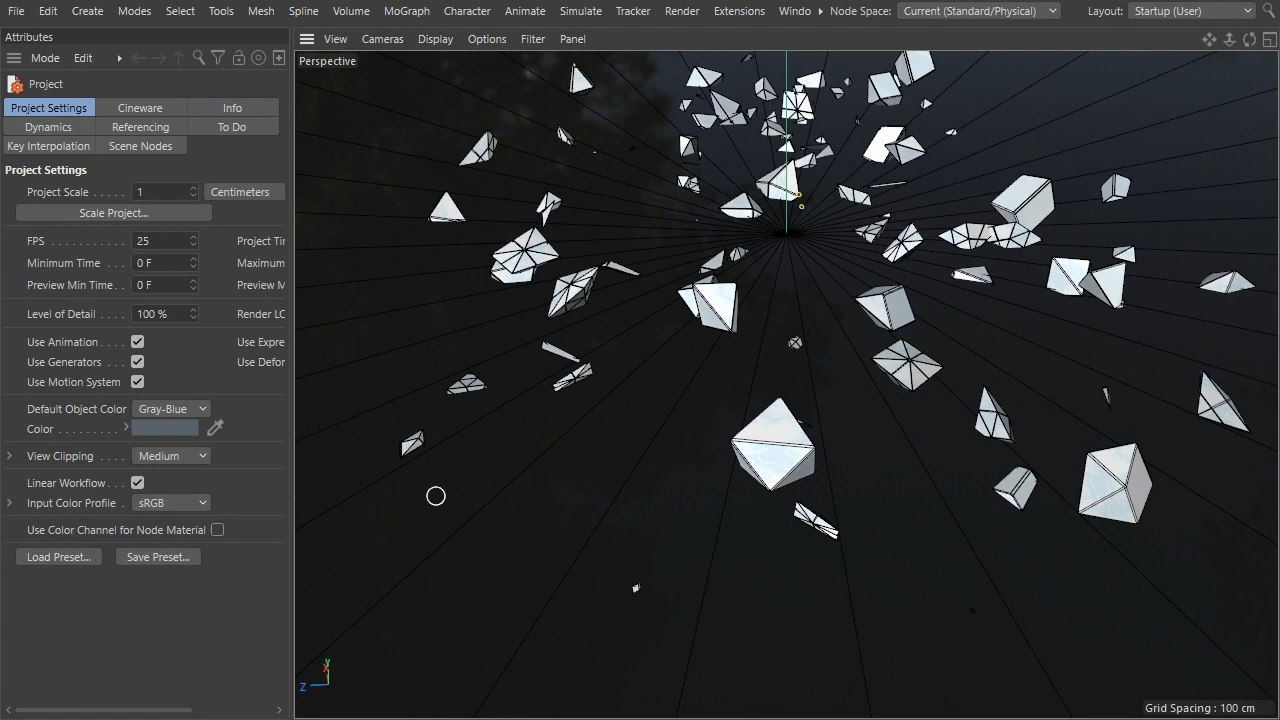 File Edit Create Modes Select Tools Mesh Spline Volume MoGraph Character Animate Simulate Tracker Render Extensions Windo Node Space: Current (Standard/Physical) Layout: Startup (User)
Attributes
View Cameras Display Options Filter Panel
Mode Edit
Perspective
Project
Project Settings Cineware Info
Dynamics Referencing To Do
Key Interpolation Scene Nodes
Project Settings
Project Scale . . . . . 1 Centimeters
Scale Project...
FPS . . . . . . . . 25 Project Tir
Minimum Time . . 0 F Maximum
Preview Min Time . . 0 F Preview M
Level of Detail . . . . 100 % Render LC
Use Animation . . . . Use Expre
Use Generators . . . Use Defor
Use Motion System
Default Object Color Gray-Blue
Color . . . . . . . . .
View Clipping . . . . Medium
Linear Workflow . . .
Input Color Profile . . sRGB
Use Color Channel for Node Material
Load Preset... Save Preset...
Y
X
Z
Grid Spacing : 100 cm